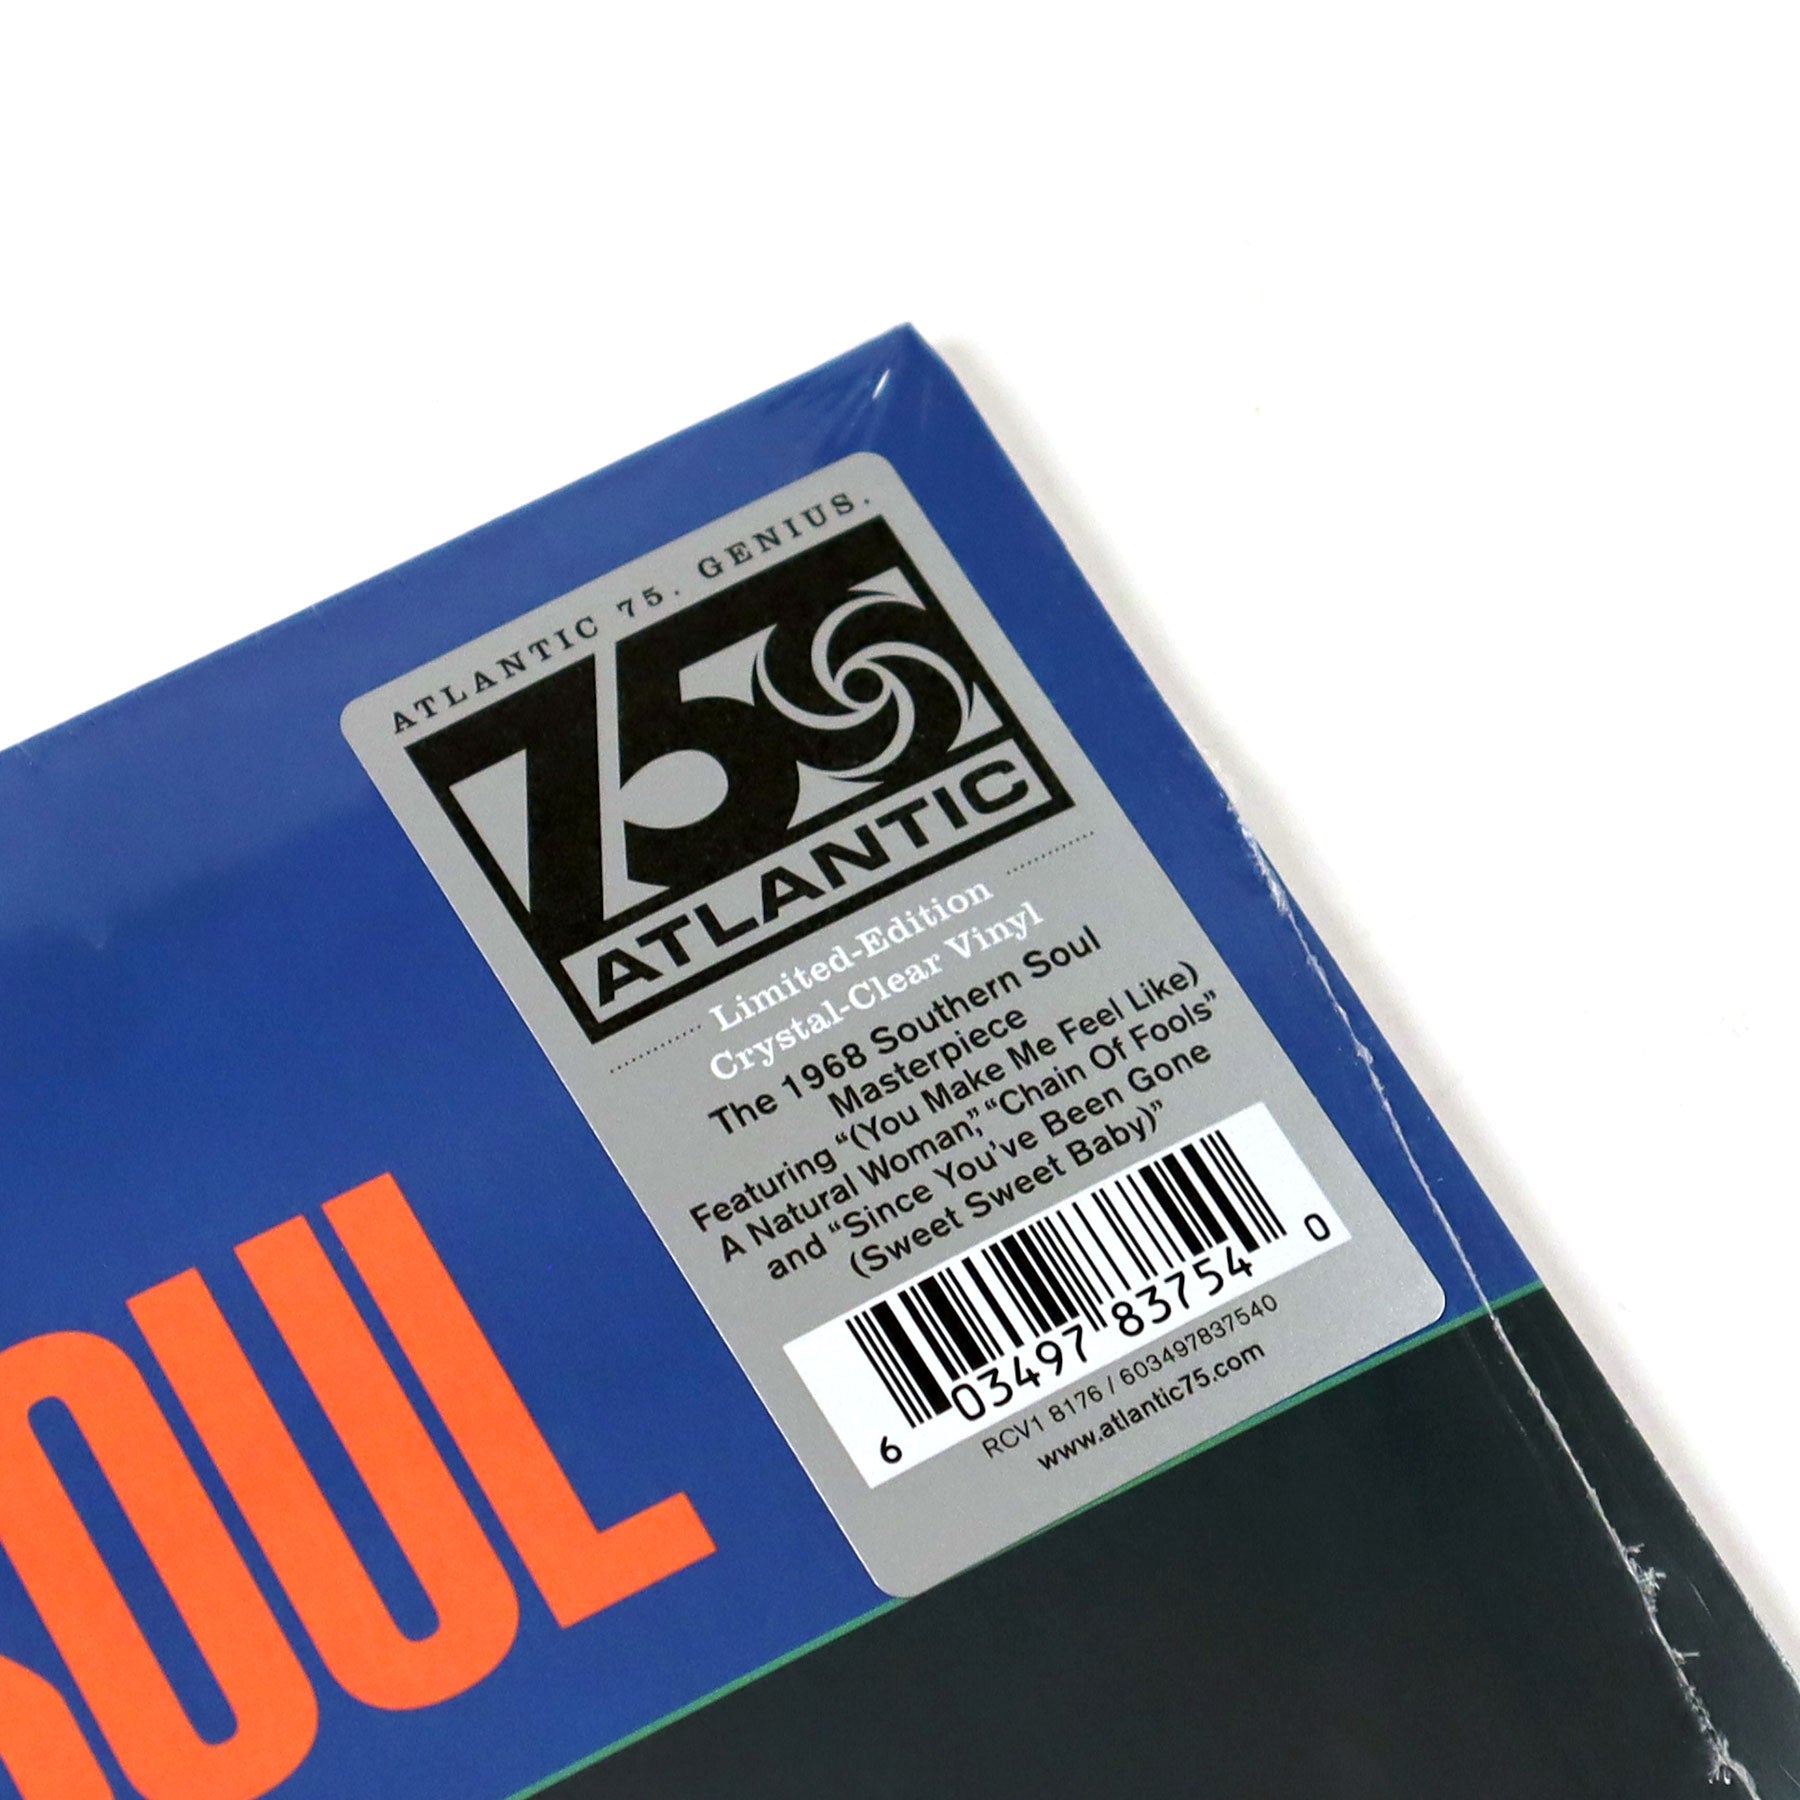 ATLANTIC 75. GENIUS.
75
ATLANTIC
Limited-Edition
Crystal-Clear Vinyl
The 1968 Southern Soul
Masterpiece
Featuring “(You Make Me Feel Like)
A Natural Woman,” “Chain Of Fools”
and “Since You’ve Been Gone
(Sweet Sweet Baby)”
6 03497 83754 0
RCV1 8176 / 603497837540
www.atlantic75.com
SOUL